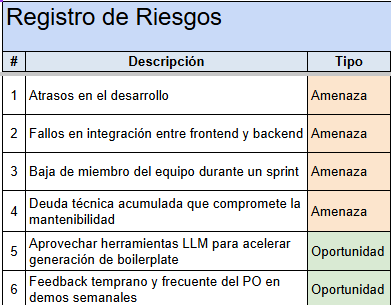 Registro de Riesgos
# Descripción Tipo
1 Atrasos en el desarrollo Amenaza
2 Fallos en integración entre frontend y backend Amenaza
3 Baja de miembro del equipo durante un sprint Amenaza
4 Deuda técnica acumulada que compromete la
mantenibilidad Amenaza
5 Aprovechar herramientas LLM para acelerar
generación de boilerplate Oportunidad
6 Feedback temprano y frecuente del PO en
demos semanales Oportunidad